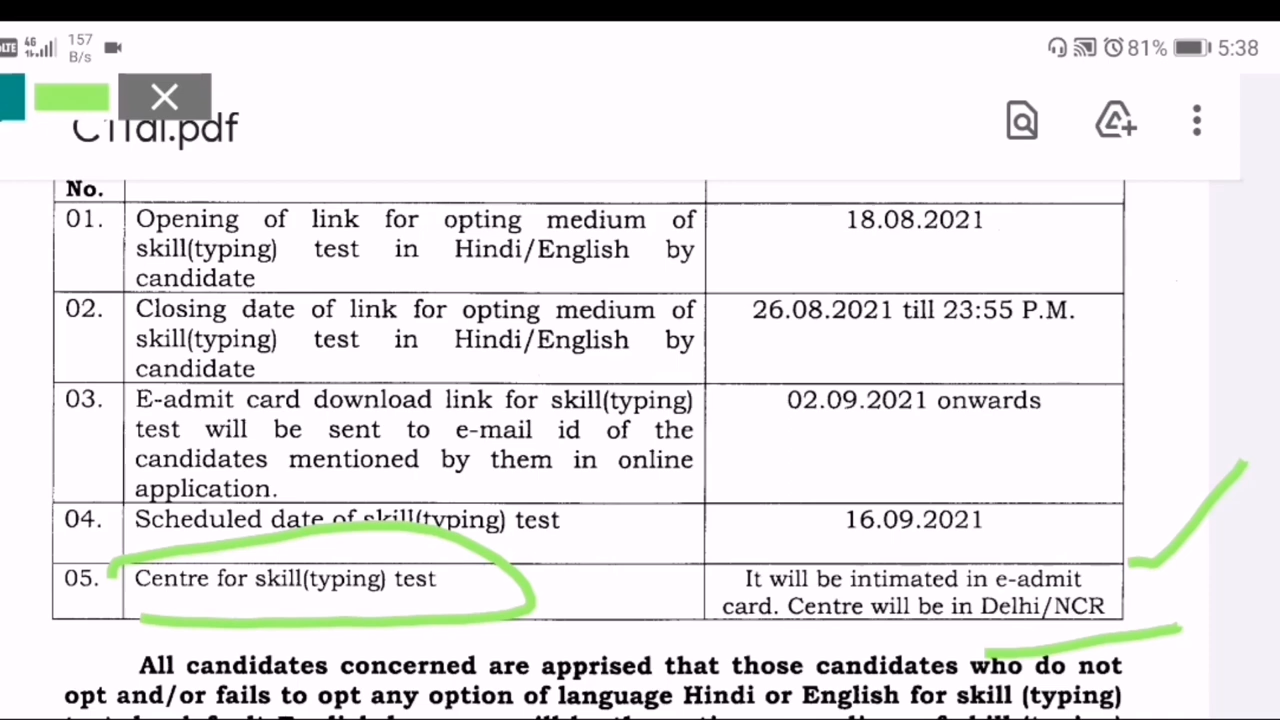 4G
157
B/s
81%
5:38
C11dl.pdf
No.
01. Opening of link for opting medium of
skill(typing) test in Hindi/English by
candidate
18.08.2021
02. Closing date of link for opting medium of
skill(typing) test in Hindi/English by
candidate
26.08.2021 till 23:55 P.M.
03. E-admit card download link for skill(typing)
test will be sent to e-mail id of the
candidates mentioned by them in online
application.
02.09.2021 onwards
04. Scheduled date of skill(typing) test
16.09.2021
05. Centre for skill(typing) test
It will be intimated in e-admit
card. Centre will be in Delhi/NCR
All candidates concerned are apprised that those candidates who do not
opt and/or fails to opt any option of language Hindi or English for skill (typing)